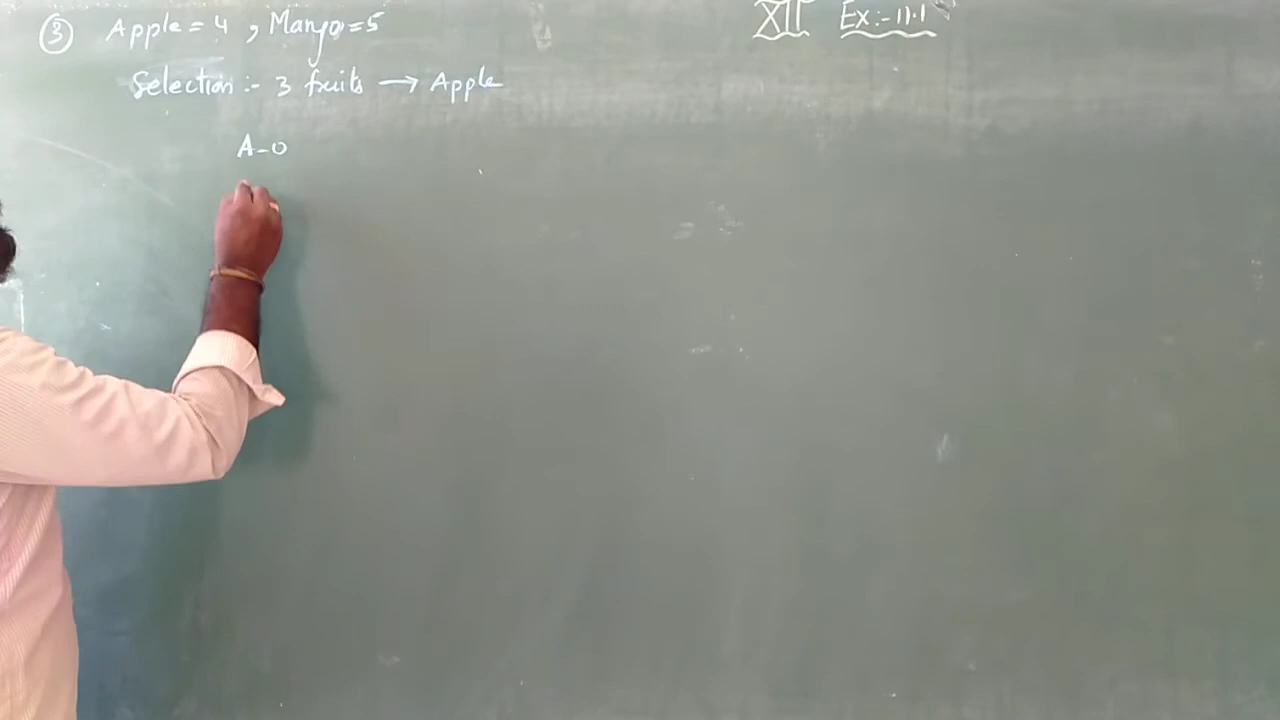 ③ Apple = 4 , Mango = 5
XII Ex:- 11.1
Selection :- 3 fruits → Apple
A - 0